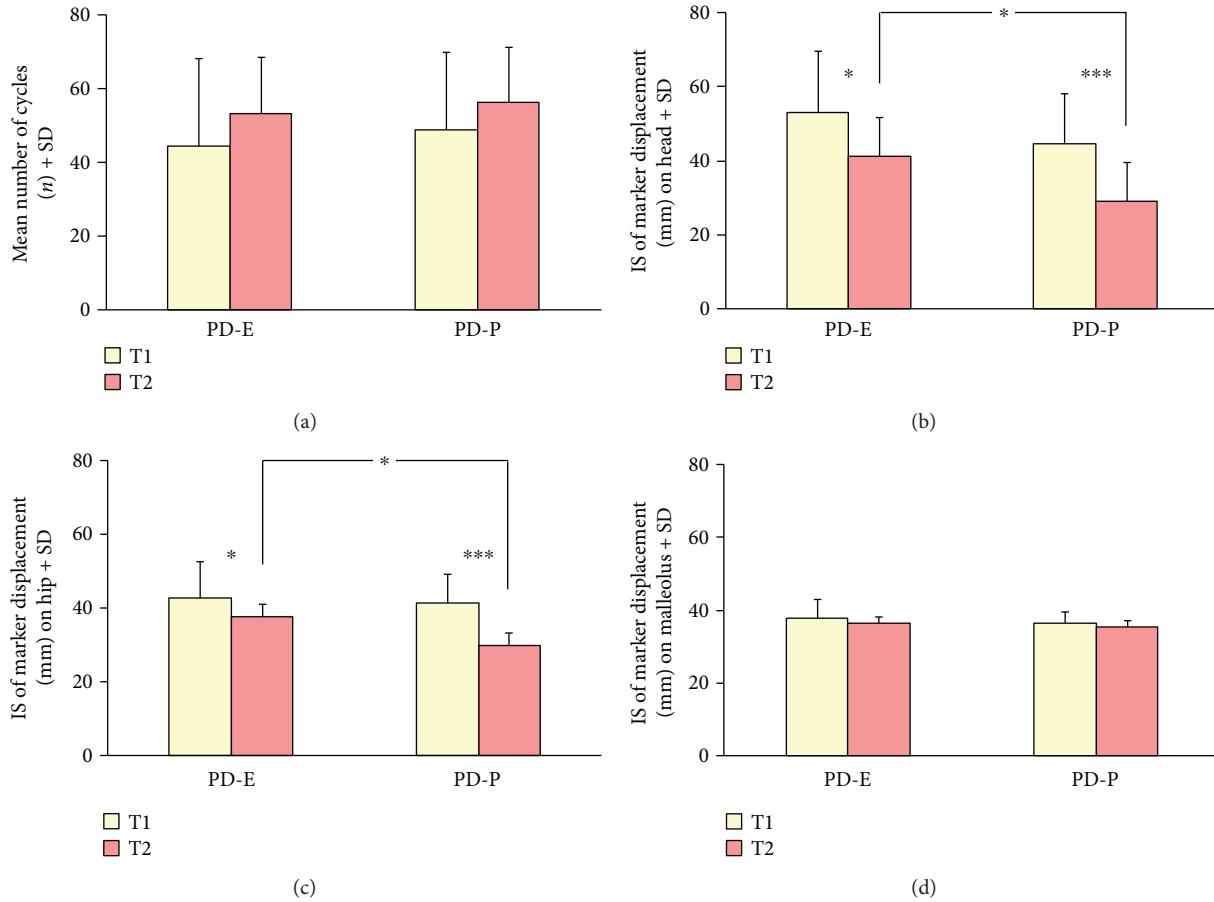 80
60
40
20
0
Mean number of cycles
(n) + SD
PD-E
PD-P
T1
T2
(a)
80
60
40
20
0
IS of marker displacement
(mm) on head + SD
*
***
*
PD-E
PD-P
T1
T2
(b)
80
60
40
20
0
IS of marker displacement
(mm) on hip + SD
*
***
*
PD-E
PD-P
T1
T2
(c)
80
60
40
20
0
IS of marker displacement
(mm) on malleolus + SD
PD-E
PD-P
T1
T2
(d)